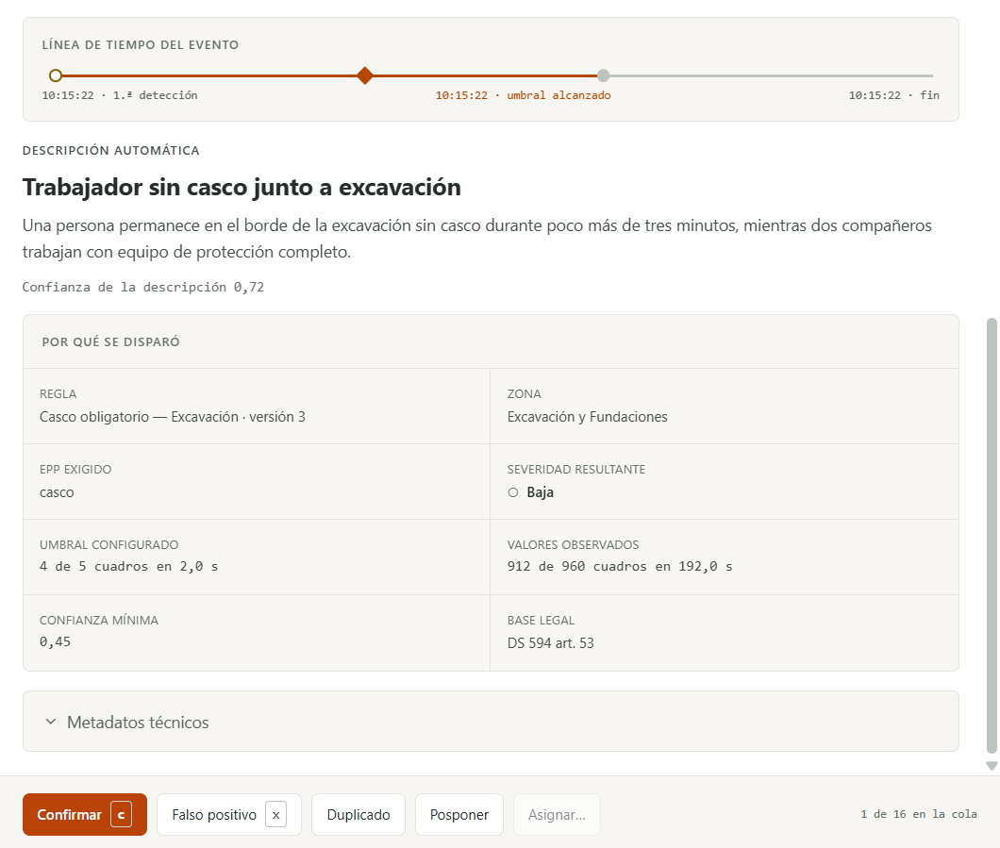 LÍNEA DE TIEMPO DEL EVENTO
10:15:22 · 1.ª detección
10:15:22 · umbral alcanzado
10:15:22 · fin
DESCRIPCIÓN AUTOMÁTICA
Trabajador sin casco junto a excavación
Una persona permanece en el borde de la excavación sin casco durante poco más de tres minutos, mientras dos compañeros
trabajan con equipo de protección completo.
Confianza de la descripción 0,72
POR QUÉ SE DISPARÓ
REGLA
Casco obligatorio — Excavación · versión 3
ZONA
Excavación y Fundaciones
EPP EXIGIDO
casco
SEVERIDAD RESULTANTE
Baja
UMBRAL CONFIGURADO
4 de 5 cuadros en 2,0 s
VALORES OBSERVADOS
912 de 960 cuadros en 192,0 s
CONFIANZA MÍNIMA
0,45
BASE LEGAL
DS 594 art. 53
Metadatos técnicos
Confirmar c
Falso positivo x
Duplicado
Posponer
Asignar...
1 de 16 en la cola